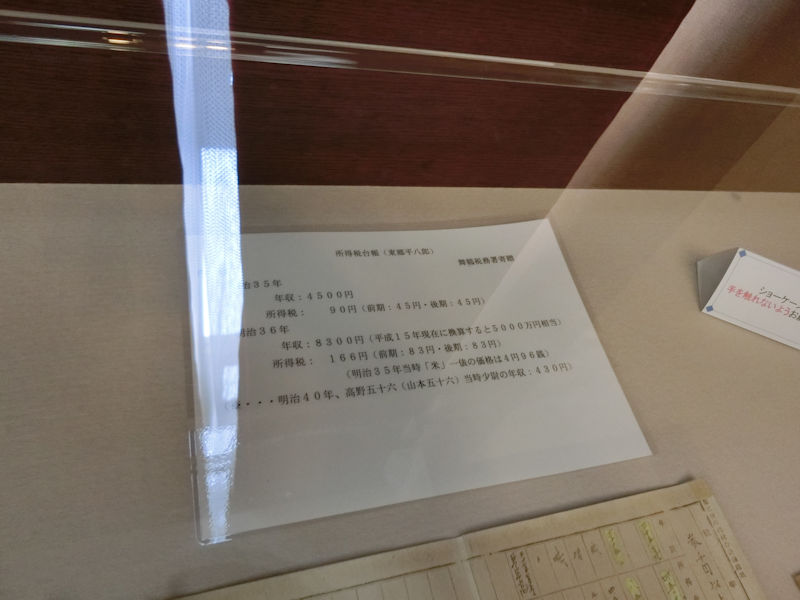 所得税台帳（東郷平八郎）
舞鶴税務署寄贈
治３５年
年収：４５００円
所得税：　９０円（前期：４５円・後期：４５円）
明治３６年
年収：８３００円（平成１５年現在に換算すると５０００万円相当）
所得税：　１６６円（前期：８３円・後期：８３円）
（明治３５年当時「米」一俵の価格は４円９６銭）
・・・明治４０年、高野五十六（山本五十六）当時少尉の年収：４３０円）
ショーケー
手を触れないようお